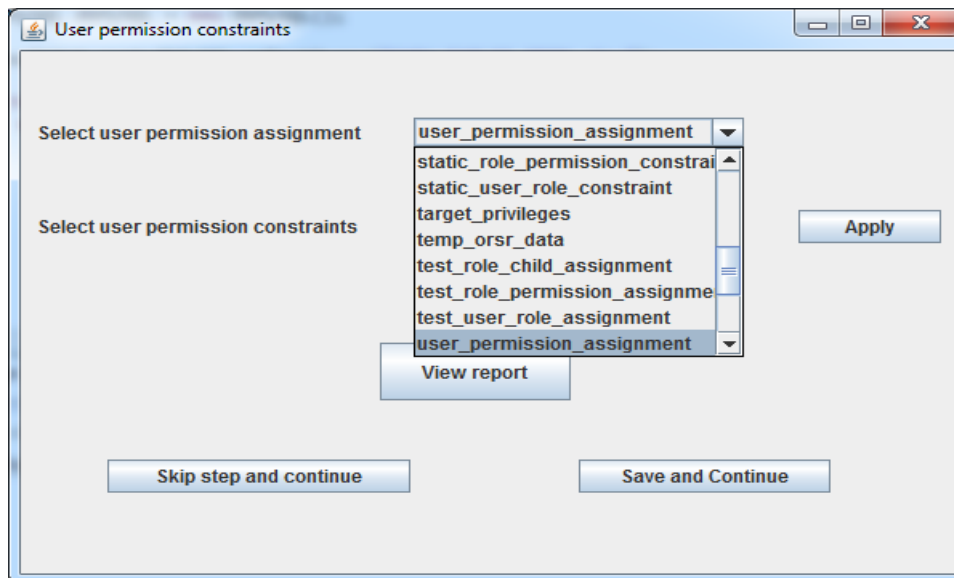 User permission constraints
Select user permission assignment
user_permission_assignment
static_role_permission_constrai
static_user_role_constraint
target_privileges
temp_orsr_data
test_role_child_assignment
test_role_permission_assignme
test_user_role_assignment
user_permission_assignment
Select user permission constraints
Apply
View report
Skip step and continue
Save and Continue